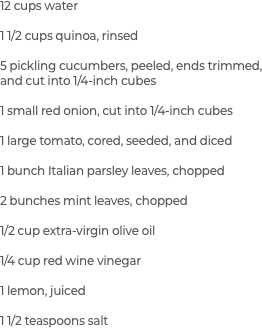 12 cups water
1 1/2 cups quinoa, rinsed
5 pickling cucumbers, peeled, ends trimmed,
and cut into 1/4-inch cubes
1 small red onion, cut into 1/4-inch cubes
1 large tomato, cored, seeded, and diced
1 bunch Italian parsley leaves, chopped
2 bunches mint leaves, chopped
1/2 cup extra-virgin olive oil
1/4 cup red wine vinegar
1 lemon, juiced
1 1/2 teaspoons salt